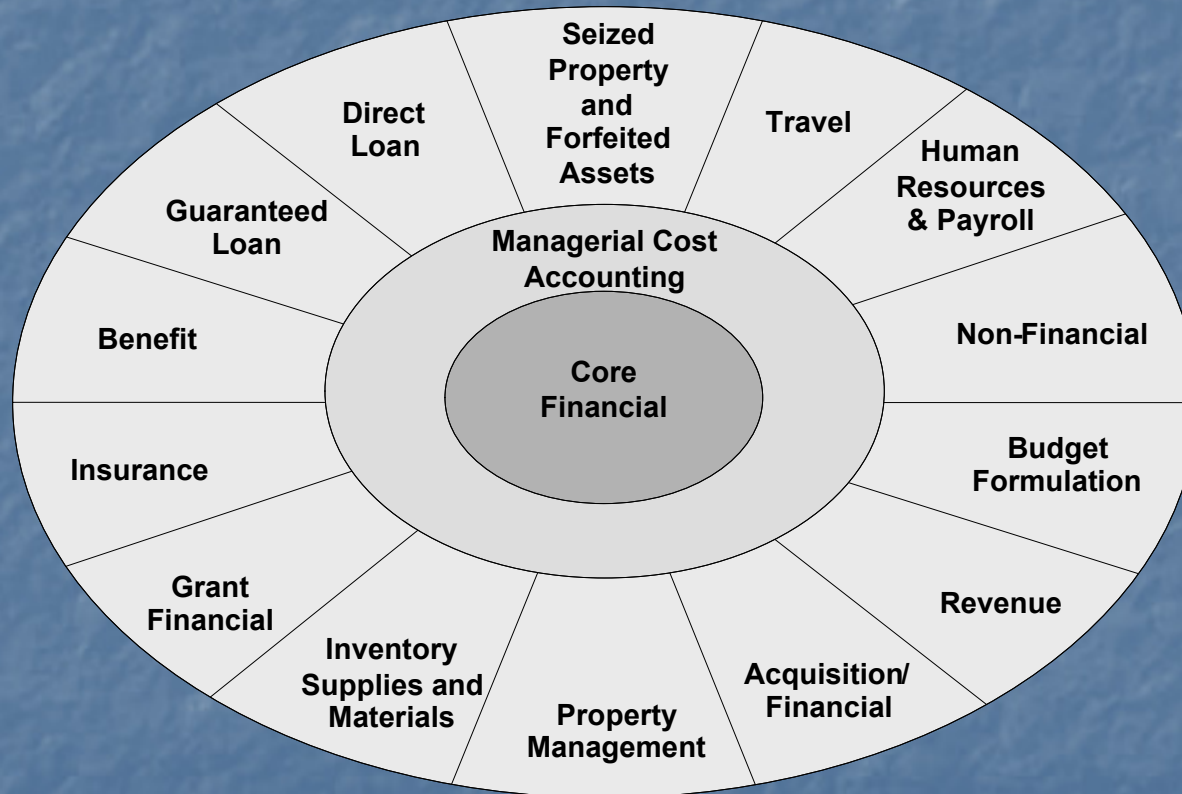 Seized
Property
and
Forfeited
Assets
Travel
Human
Resources
& Payroll
Non-Financial
Budget
Formulation
Revenue
Acquisition/
Financial
Property
Management
Inventory
Supplies and
Materials
Grant
Financial
Insurance
Benefit
Guaranteed
Loan
Direct
Loan
Managerial Cost
Accounting
Core
Financial